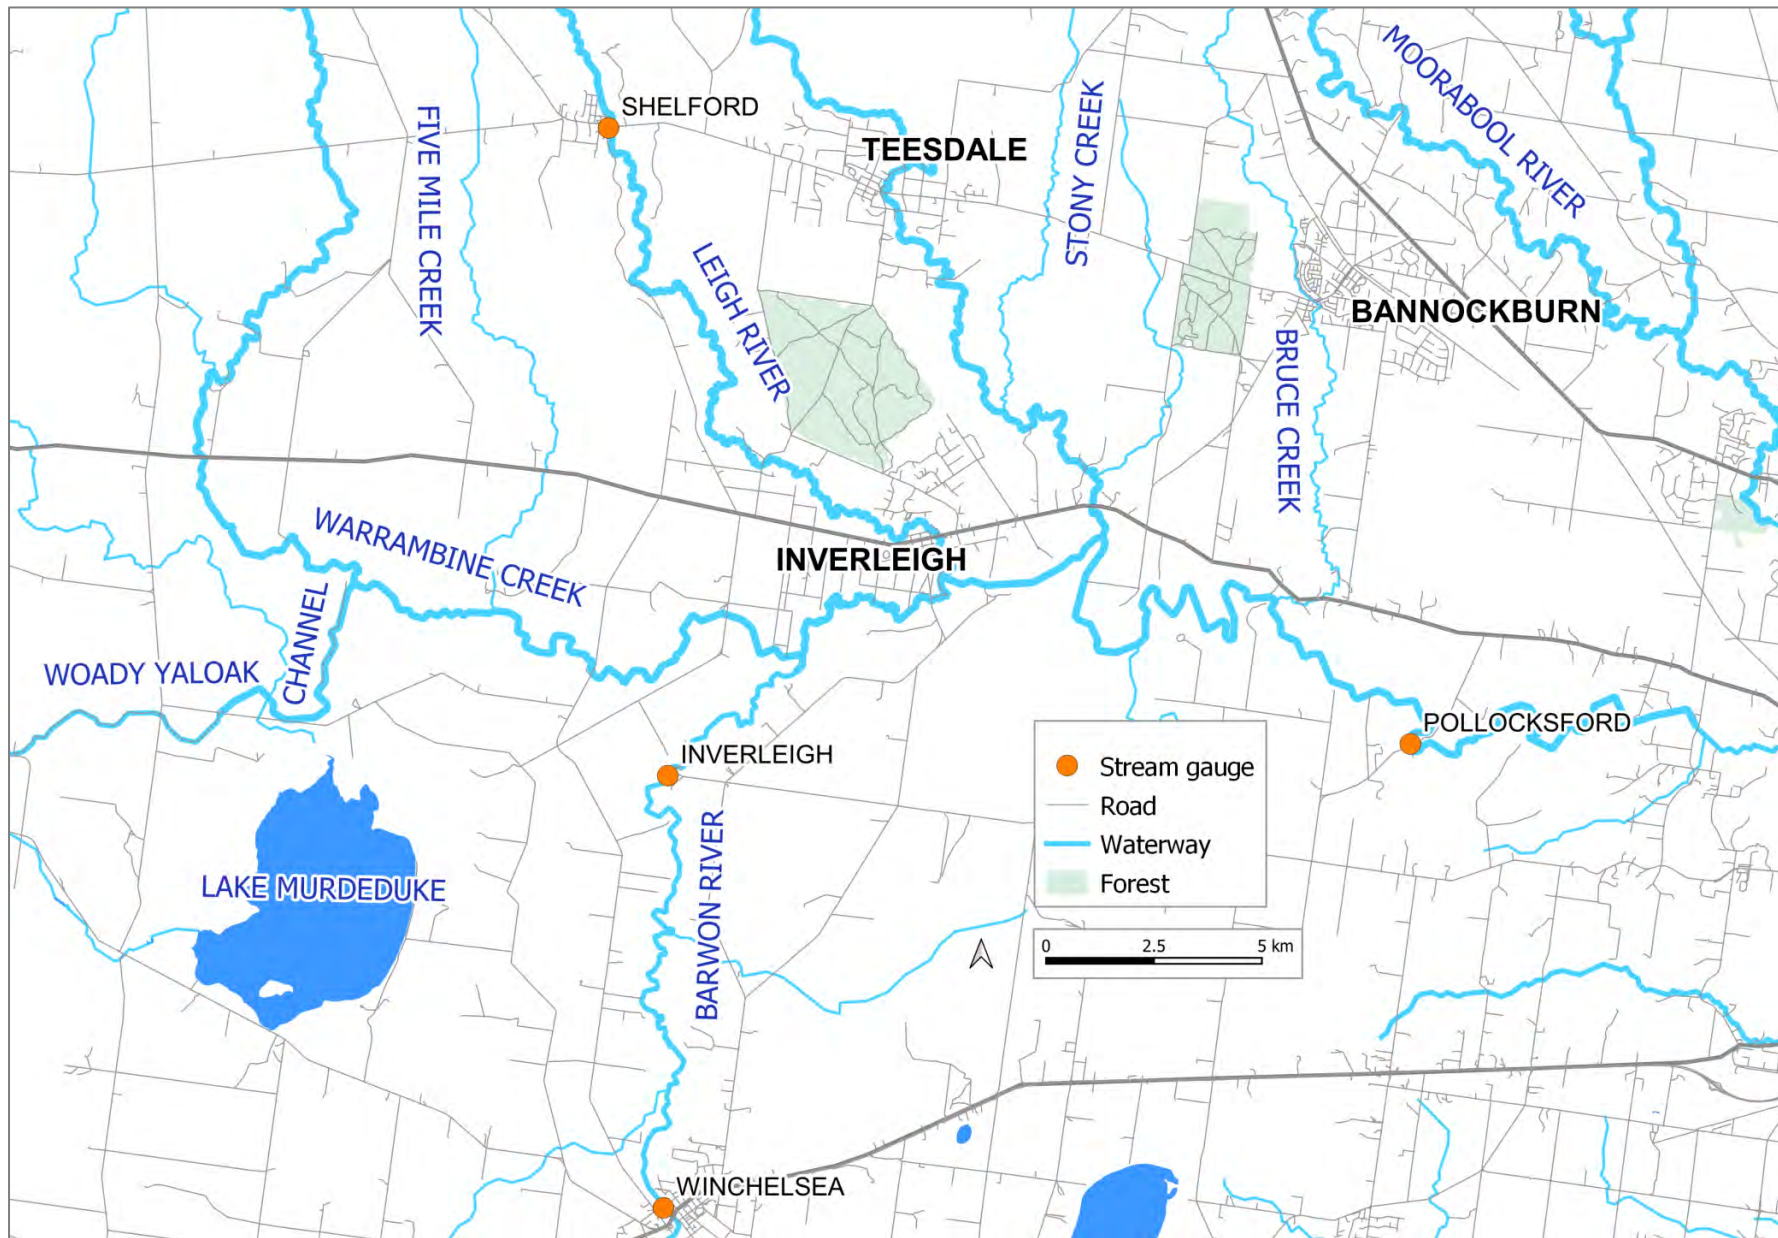 MOORABOOL RIVER
SHELFORD
FIVE MILE CREEK
STONY CREEK
TEESDALE
LEIGH RIVER
BANNOCKBURN
BRUCE CREEK
WARRAMBINE CREEK
INVERLEIGH
CHANNEL
WOADY YALOAK
POLLOCKSFORD
INVERLEIGH
Stream gauge
Road
Waterway
Forest
LAKE MURDEDUKE
BARWON RIVER
0 2.5 5 km
WINCHELSEA